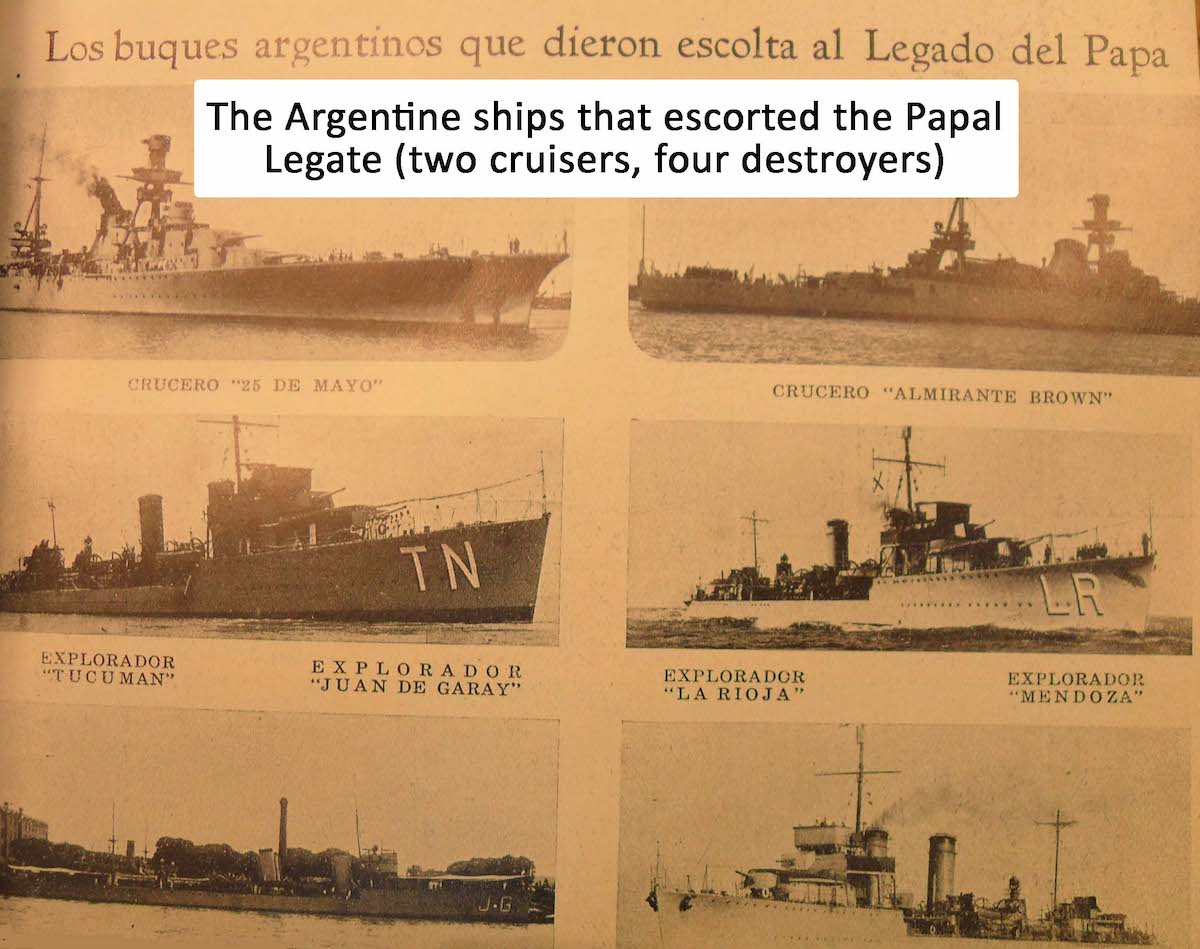 Los buques argentinos que dieron escolta al Legado del Papa
The Argentine ships that escorted the Papal
Legate (two cruisers, four destroyers)
CRUCERO "25 DE MAYO"
CRUCERO "ALMIRANTE BROWN"
TN
LR
EXPLORADOR
"TUCUMAN"
EXPLORADOR
"JUAN DE GARAY"
EXPLORADOR
"LA RIOJA"
EXPLORADOR
"MENDOZA"
J-G